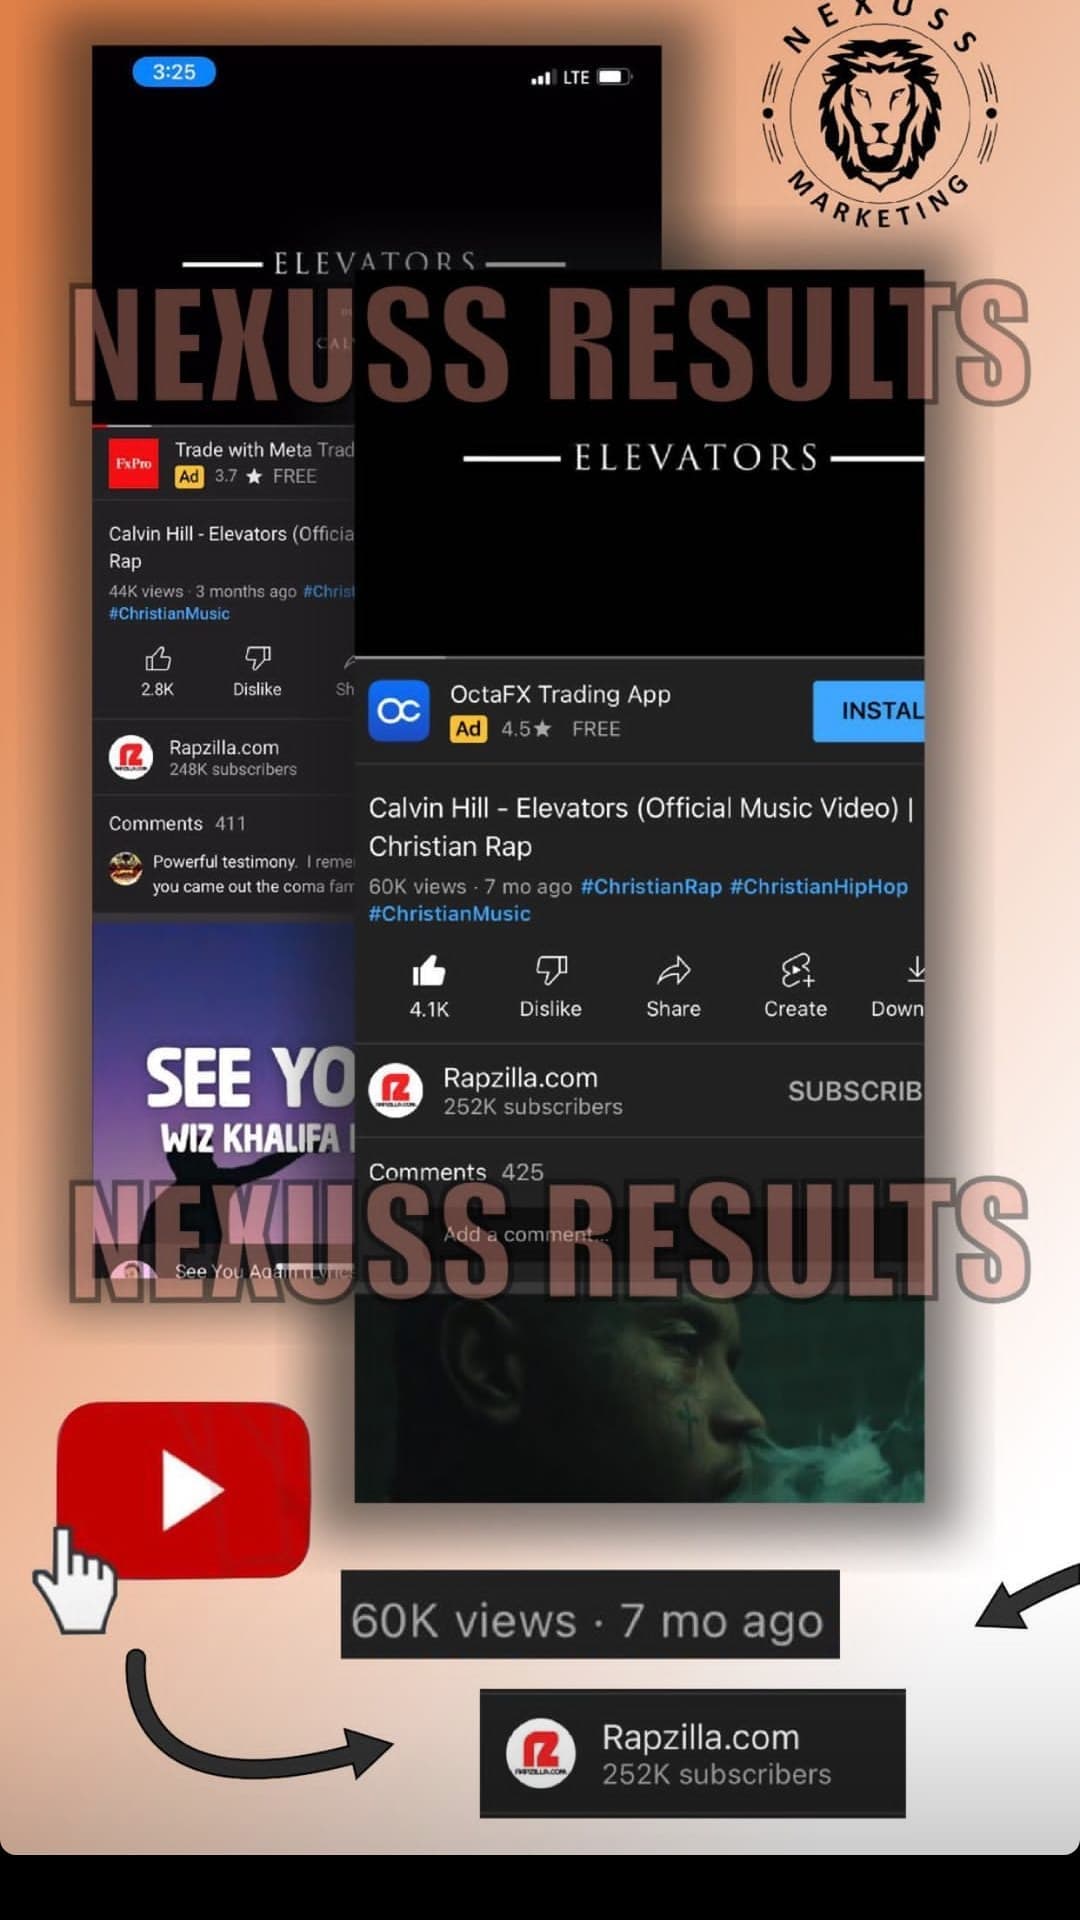 NEXUSS
MARKETING
3:25
LTE
ELEVATORS
NEXUSS RESULTS
FxPro
Trade with Meta Trad
Ad 3.7 ★ FREE
Calvin Hill - Elevators (Officia
Rap
44K views · 3 months ago #Christ
#ChristianMusic
2.8K Dislike Sh
Rapzilla.com
248K subscribers
Comments 411
Powerful testimony. I reme
you came out the coma fam
SEE YO
WIZ KHALIFA
See You Again
ELEVATORS
OctaFX Trading App
Ad 4.5★ FREE
INSTAL
Calvin Hill - Elevators (Official Music Video) |
Christian Rap
60K views · 7 mo ago #ChristianRap #ChristianHipHop
#ChristianMusic
4.1K Dislike Share Create Down
Rapzilla.com
252K subscribers
SUBSCRIB
Comments 425
Add a comment...
NEXUSS RESULTS
60K views · 7 mo ago
Rapzilla.com
252K subscribers